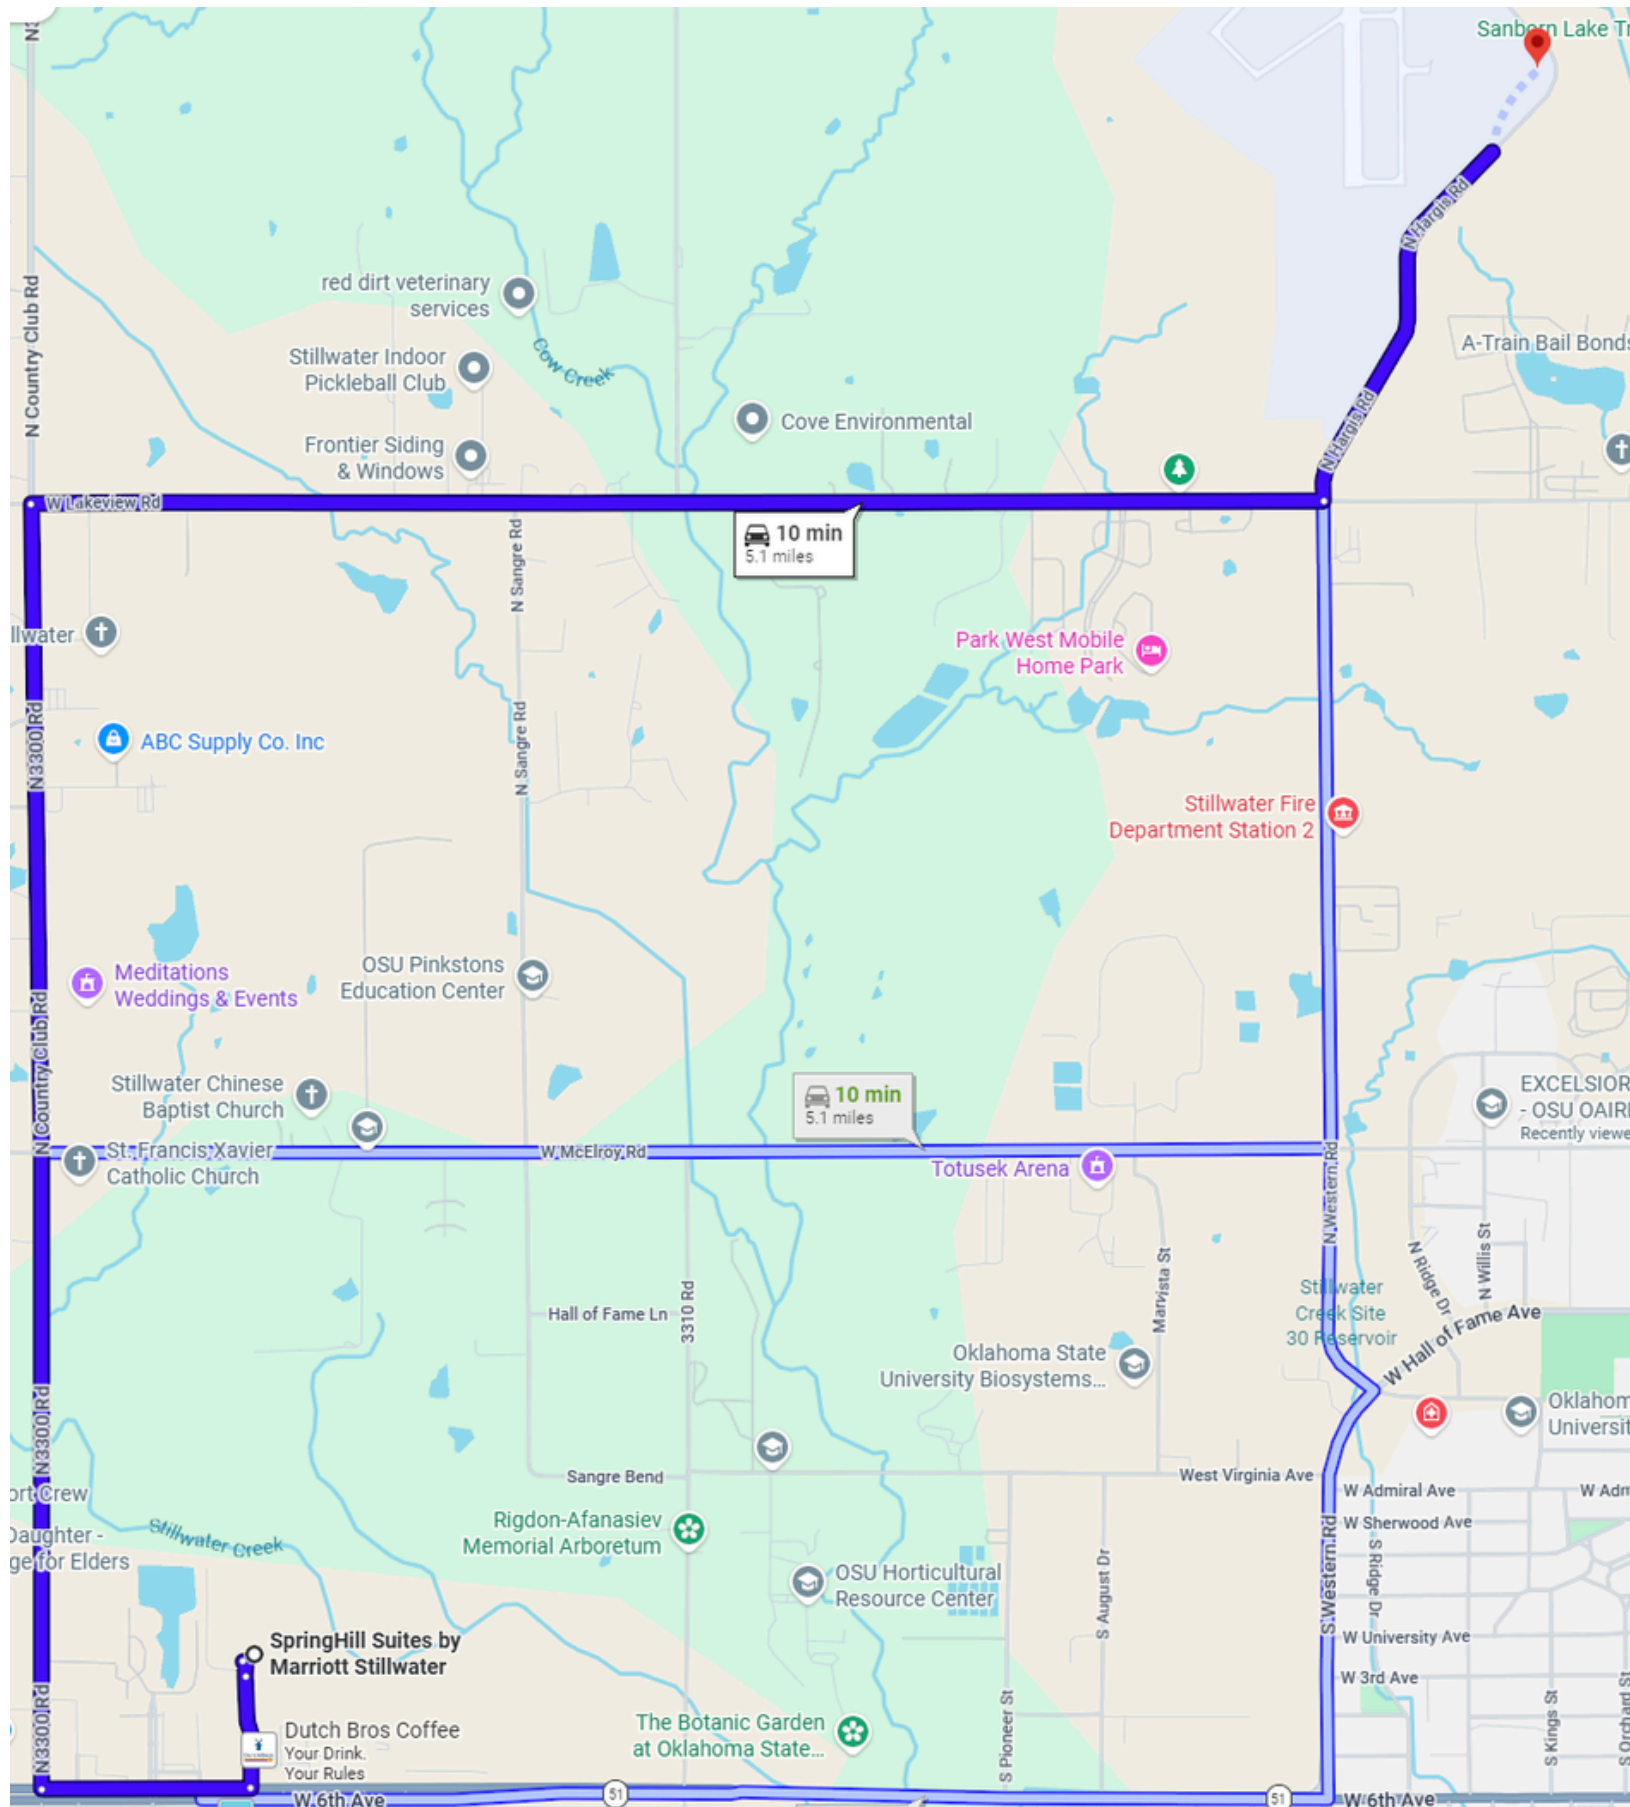 Sanborn Lake Tr
N Country Club Rd
N Hargis Rd
red dirt veterinary
services
A-Train Bail Bonds
Stillwater Indoor
Pickleball Club
Cow Creek
Cove Environmental
Frontier Siding
& Windows
N Hargis Rd
W Lakeview Rd
10 min
5.1 miles
N Sangre Rd
llwater
Park West Mobile
Home Park
N3300 Rd
ABC Supply Co. Inc
N Sangre Rd
Stillwater Fire
Department Station 2
OSU Pinkstons
Education Center
Meditations
Weddings & Events
N Country Club Rd
Stillwater Chinese
Baptist Church
10 min
5.1 miles
EXCELSIOR
- OSU OAIRE
Recently viewe
St. Francis Xavier
Catholic Church
W McElroy Rd
Totusek Arena
N Western Rd
N Ridge Dr
N Willis St
Marvista St
Hall of Fame Ln
3310 Rd
Stillwater
Creek Site
30 Reservoir
W Hall of Fame Ave
Oklahoma State
University Biosystems...
N3300 Rd
Oklahom
Universit
Sangre Bend
West Virginia Ave
W Admiral Ave
W Adm
ort Crew
W Sherwood Ave
Rigdon-Afanasiev
Memorial Arboretum
Daughter -
ge for Elders
Stillwater Creek
S Ridge Dr
S Western Rd
OSU Horticultural
Resource Center
S August Dr
SpringHill Suites by
Marriott Stillwater
W University Ave
W 3rd Ave
N3300 Rd
Dutch Bros Coffee
Your Drink.
Your Rules
The Botanic Garden
at Oklahoma State...
S Pioneer St
S Kings St
S Orchard St
W 6th Ave
51
51
W 6th Ave